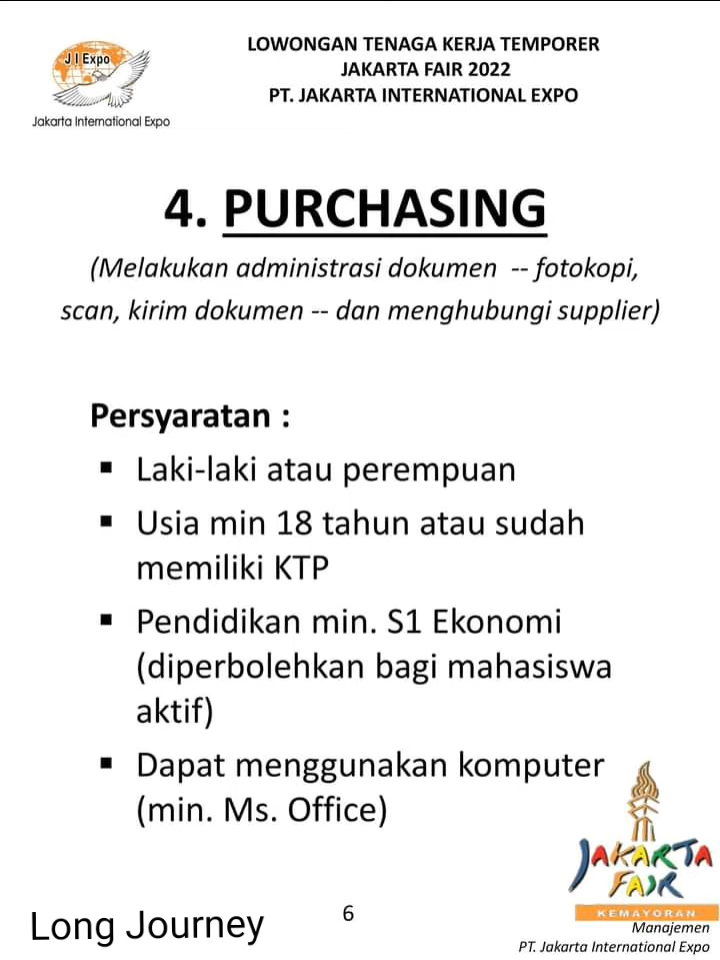 J I Expo
Jakarta International Expo
LOWONGAN TENAGA KERJA TEMPORER
JAKARTA FAIR 2022
PT. JAKARTA INTERNATIONAL EXPO
4. PURCHASING
(Melakukan administrasi dokumen -- fotokopi,
scan, kirim dokumen -- dan menghubungi supplier)
Persyaratan :
▪ Laki-laki atau perempuan
▪ Usia min 18 tahun atau sudah
memiliki KTP
▪ Pendidikan min. S1 Ekonomi
(diperbolehkan bagi mahasiswa
aktif)
▪ Dapat menggunakan komputer
(min. Ms. Office)
JAKARTA
FAIR
KEMAYORAN
Long Journey
6
Manajemen
PT. Jakarta International Expo